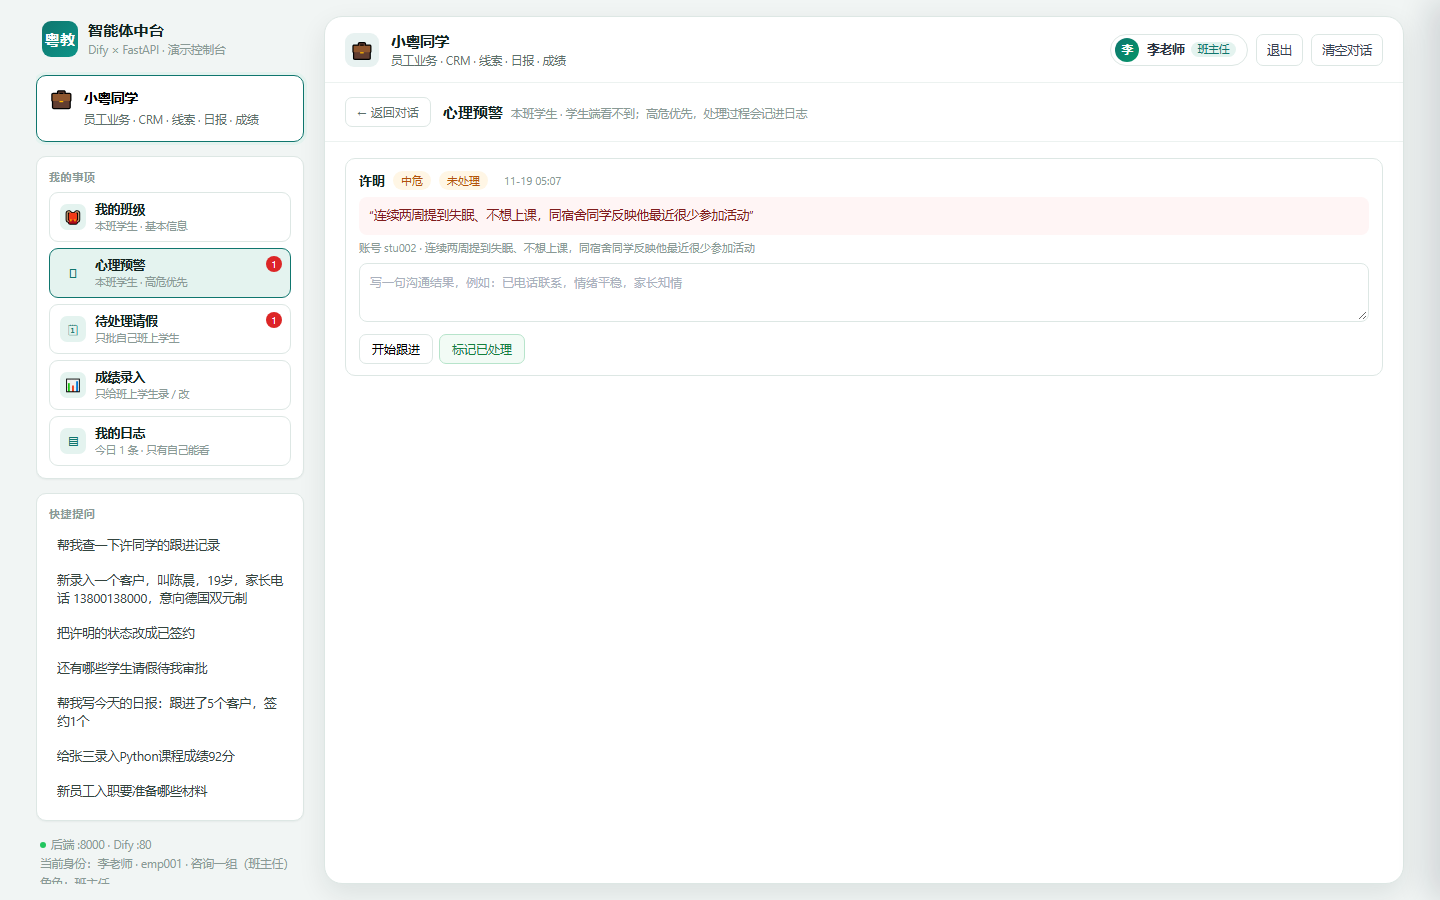 粤教
智能体中台
Dify × FastAPI · 演示控制台
小粤同学
员工业务 · CRM · 线索 · 日报 · 成绩
我的事项
我的班级
本班学生 · 基本信息
心理预警
本班学生 · 高危优先
1
待处理请假
只批自己班上学生
1
成绩录入
只给班上学生录 / 改
我的日志
今日 1 条 · 只有自己能看
快捷提问
帮我查一下许同学的跟进记录
新录入一个客户，叫陈晨，19岁，家长电
话 13800138000，意向德国双元制
把许明的状态改成已签约
还有哪些学生请假待我审批
帮我写今天的日报：跟进了5个客户，签
约1个
给张三录入Python课程成绩92分
新员工入职要准备哪些材料
后端 :8000 · Dify :80
当前身份：李老师 · emp001 · 咨询一组（班主任）
角色：班主任
小粤同学
员工业务 · CRM · 线索 · 日报 · 成绩
李 李老师 班主任
退出
清空对话
← 返回对话
心理预警 本班学生 · 学生端看不到；高危优先，处理过程会记进日志
许明 中危 未处理 11-19 05:07
“连续两周提到失眠、不想上课，同宿舍同学反映他最近很少参加活动”
账号 stu002 · 连续两周提到失眠、不想上课，同宿舍同学反映他最近很少参加活动
写一句沟通结果，例如：已电话联系，情绪平稳，家长知情
开始跟进
标记已处理